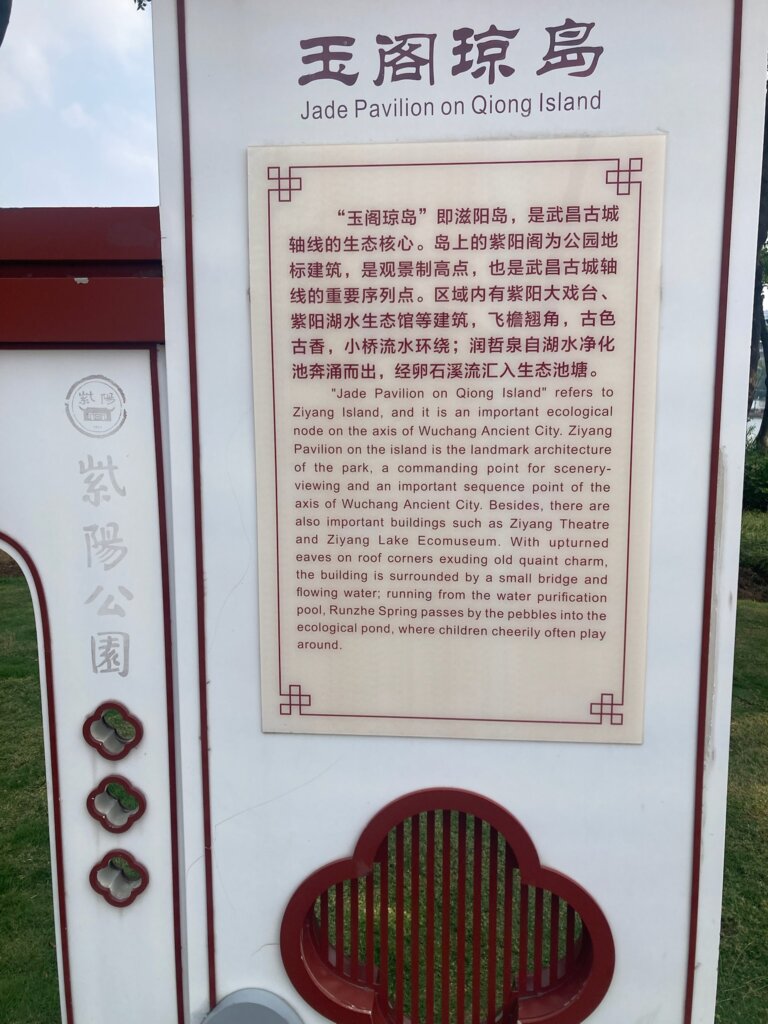 玉阁琼岛
Jade Pavilion on Qiong Island
“玉阁琼岛”即滋阳岛，是武昌古城
轴线的生态核心。岛上的紫阳阁为公园地
标建筑，是观景制高点，也是武昌古城轴
线的重要序列点。区域内有紫阳大戏台、
紫阳湖水生态馆等建筑，飞檐翘角，古色
古香，小桥流水环绕；润哲泉自湖水净化
池奔涌而出，经卵石溪流汇入生态池塘。
"Jade Pavilion on Qiong Island" refers to
Ziyang Island, and it is an important ecological
node on the axis of Wuchang Ancient City. Ziyang
Pavilion on the island is the landmark architecture
of the park, a commanding point for scenery-
viewing and an important sequence point of the
axis of Wuchang Ancient City. Besides, there are
also important buildings such as Ziyang Theatre
and Ziyang Lake Ecomuseum. With upturned
eaves on roof corners exuding old quaint charm,
the building is surrounded by a small bridge and
flowing water; running from the water purification
pool, Runzhe Spring passes by the pebbles into the
ecological pond, where children cheerily often play
around.
紫陽
紫陽公園